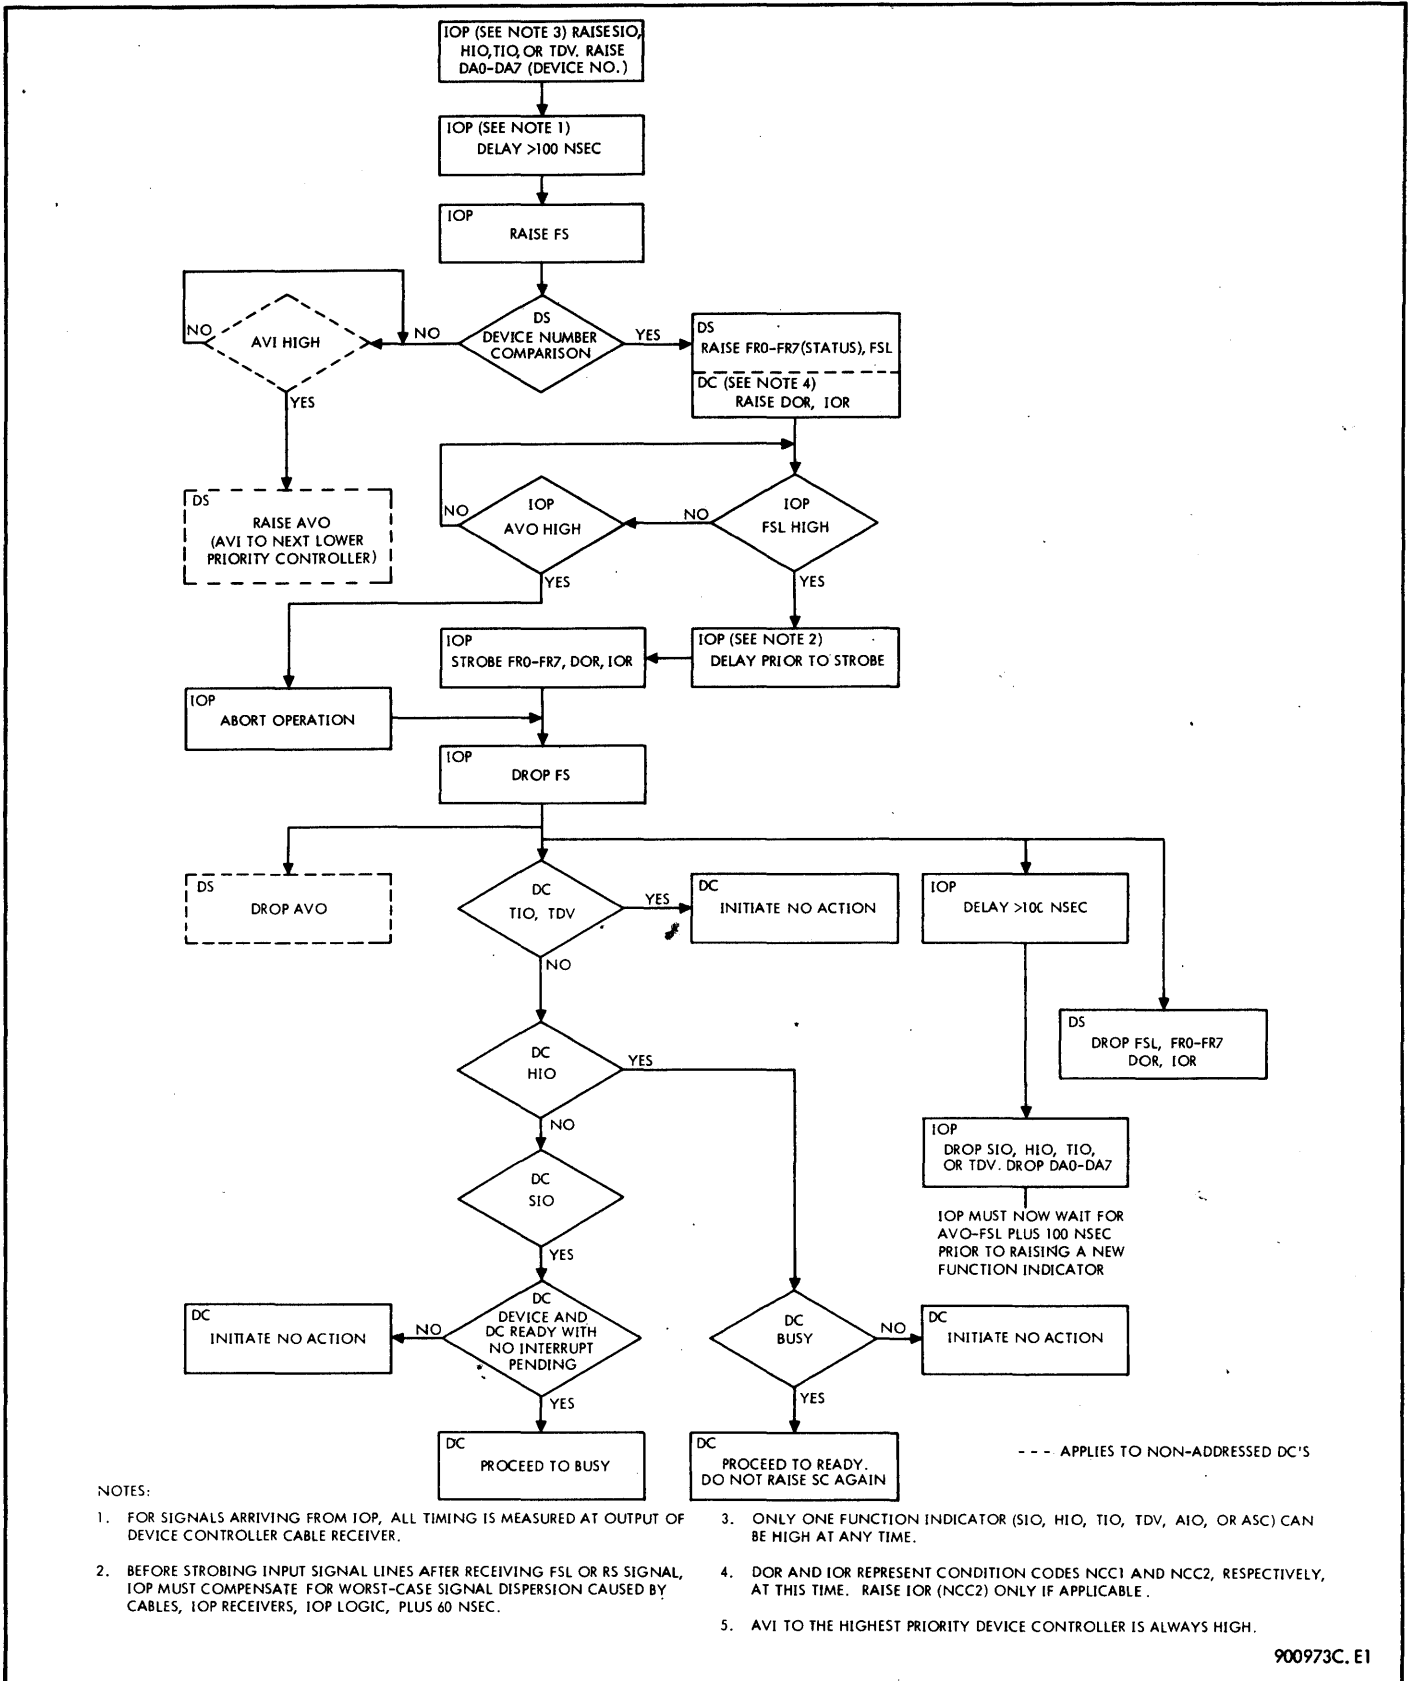 IOP (SEE NOTE 3) RAISE SIO,
HIO, TIO, OR TDV. RAISE
DA0-DA7 (DEVICE NO.)
IOP (SEE NOTE 1)
DELAY >100 NSEC
IOP
RAISE FS
DS
DEVICE NUMBER
COMPARISON
NO
YES
AVI HIGH
NO
YES
DS
RAISE FR0-FR7(STATUS), FSL
DC (SEE NOTE 4)
RAISE DOR, IOR
DS
RAISE AVO
(AVI TO NEXT LOWER
PRIORITY CONTROLLER)
IOP
AVO HIGH
NO
YES
IOP
FSL HIGH
NO
YES
IOP
STROBE FR0-FR7, DOR, IOR
IOP (SEE NOTE 2)
DELAY PRIOR TO STROBE
IOP
ABORT OPERATION
IOP
DROP FS
DS
DROP AVO
DC
TIO, TDV
YES
NO
DC
INITIATE NO ACTION
IOP
DELAY >100 NSEC
DS
DROP FSL, FR0-FR7
DOR, IOR
DC
HIO
YES
NO
IOP
DROP SIO, HIO, TIO,
OR TDV. DROP DA0-DA7
IOP MUST NOW WAIT FOR
AVO-FSL PLUS 100 NSEC
PRIOR TO RAISING A NEW
FUNCTION INDICATOR
DC
SIO
YES
DC
INITIATE NO ACTION
NO
DC
DEVICE AND
DC READY WITH
NO INTERRUPT
PENDING
YES
DC
BUSY
NO
YES
DC
INITIATE NO ACTION
DC
PROCEED TO BUSY
DC
PROCEED TO READY.
DO NOT RAISE SC AGAIN
--- APPLIES TO NON-ADDRESSED DC'S
NOTES:
1. FOR SIGNALS ARRIVING FROM IOP, ALL TIMING IS MEASURED AT OUTPUT OF
DEVICE CONTROLLER CABLE RECEIVER.
2. BEFORE STROBING INPUT SIGNAL LINES AFTER RECEIVING FSL OR RS SIGNAL,
IOP MUST COMPENSATE FOR WORST-CASE SIGNAL DISPERSION CAUSED BY
CABLES, IOP RECEIVERS, IOP LOGIC, PLUS 60 NSEC.
3. ONLY ONE FUNCTION INDICATOR (SIO, HIO, TIO, TDV, AIO, OR ASC) CAN
BE HIGH AT ANY TIME.
4. DOR AND IOR REPRESENT CONDITION CODES NCC1 AND NCC2, RESPECTIVELY,
AT THIS TIME. RAISE IOR (NCC2) ONLY IF APPLICABLE.
5. AVI TO THE HIGHEST PRIORITY DEVICE CONTROLLER IS ALWAYS HIGH.
900973C. E1